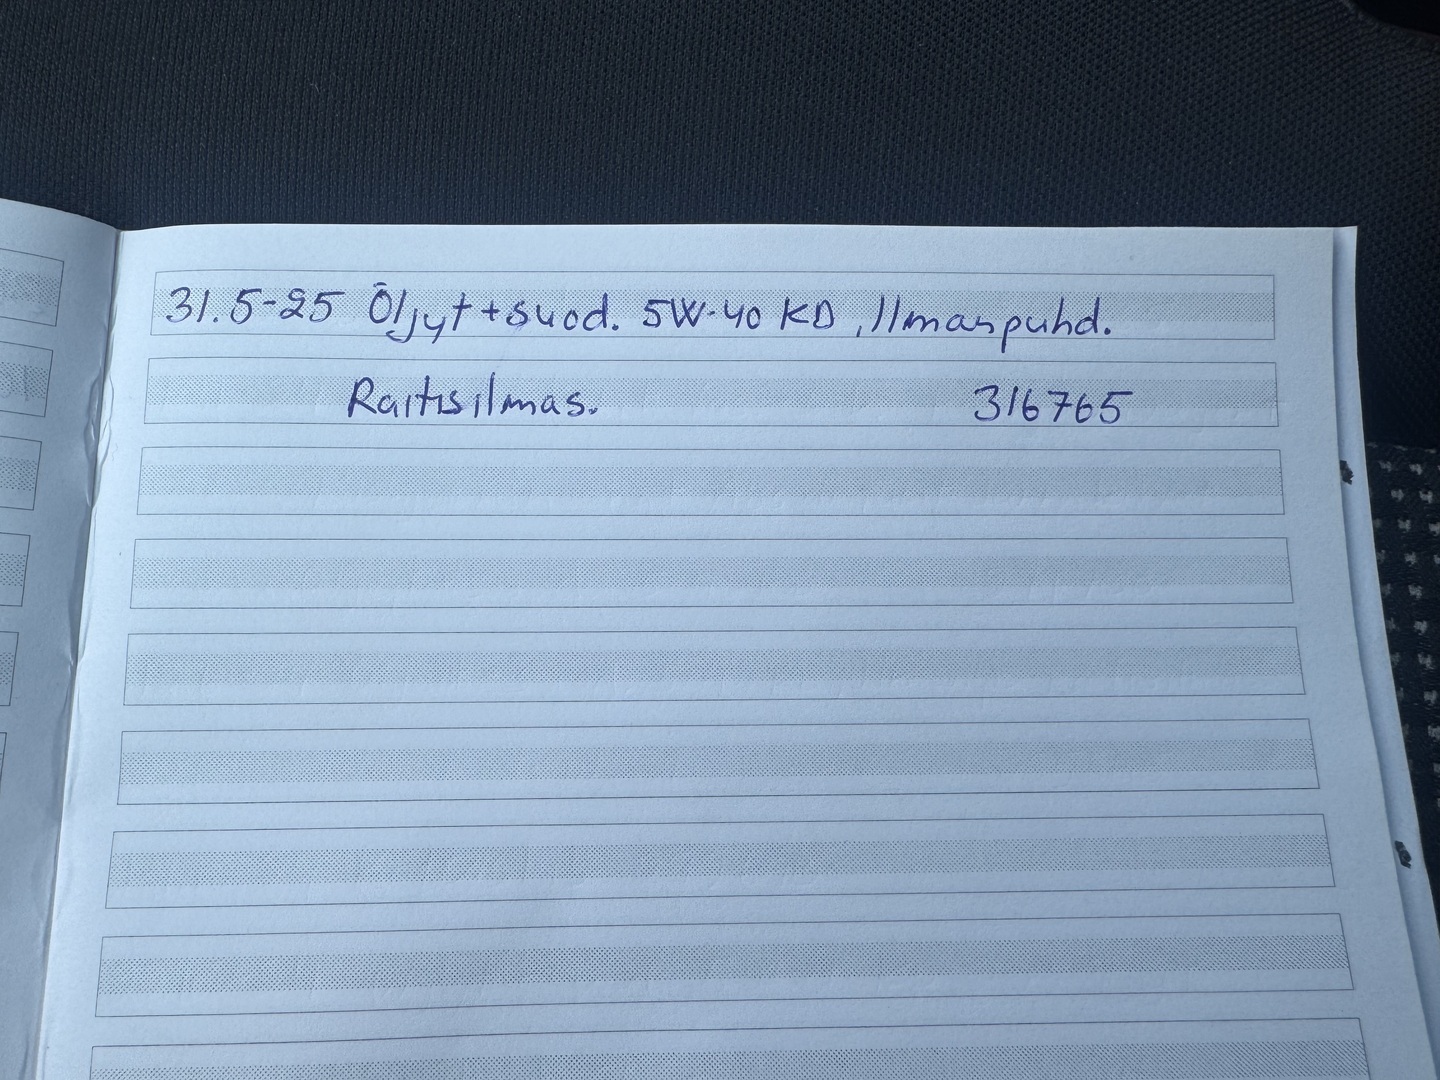 31.5-25 Öljyt+suod. 5W-40 KD, Ilmanpuhd.
Raitisilmas. 316765